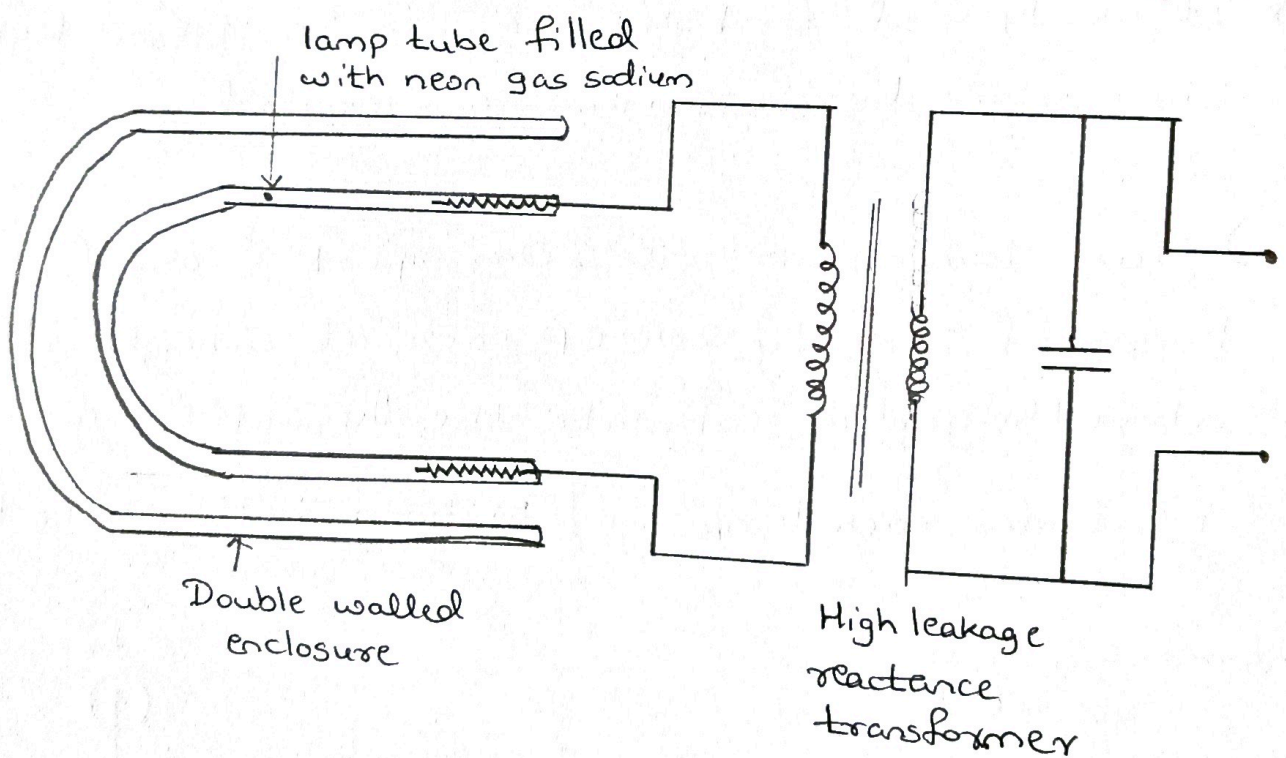 lamp tube filled
with neon gas sodium
Double walled
enclosure
High leakage
reactance
transformer